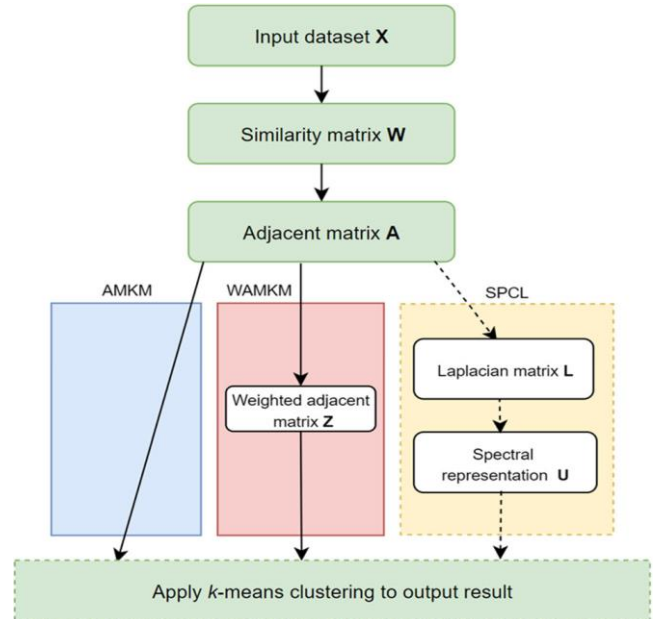 Input dataset X
Similarity matrix W
Adjacent matrix A
AMKM
WAMKM
SPCL
Weighted adjacent
matrix Z
Laplacian matrix L
Spectral
representation U
Apply k-means clustering to output result